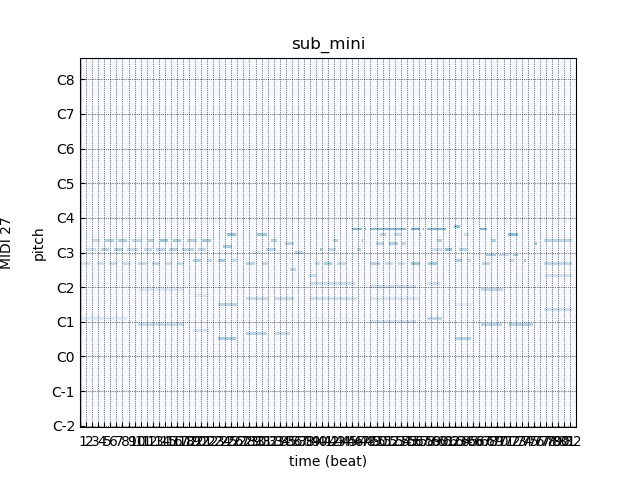 sub_mini
C8
C7
C6
C5
C4
C3
C2
C1
C0
C-1
C-2
MIDI 27
pitch
time (beat)